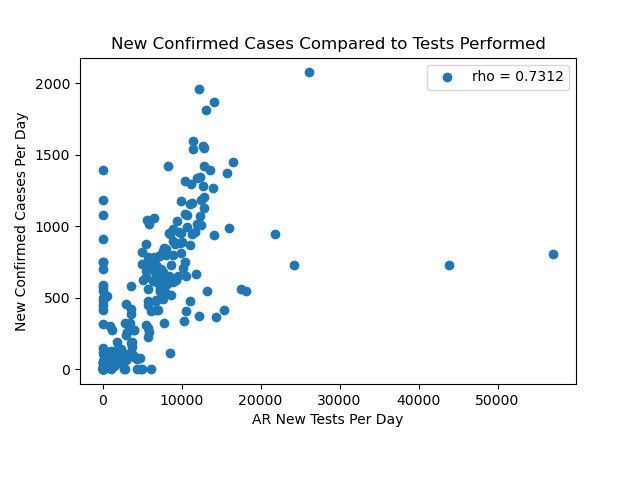 New Confirmed Cases Compared to Tests Performed
rho = 0.7312
2000
1500
1000
500
0
New Confirmed Caeses Per Day
0 10000 20000 30000 40000 50000
AR New Tests Per Day